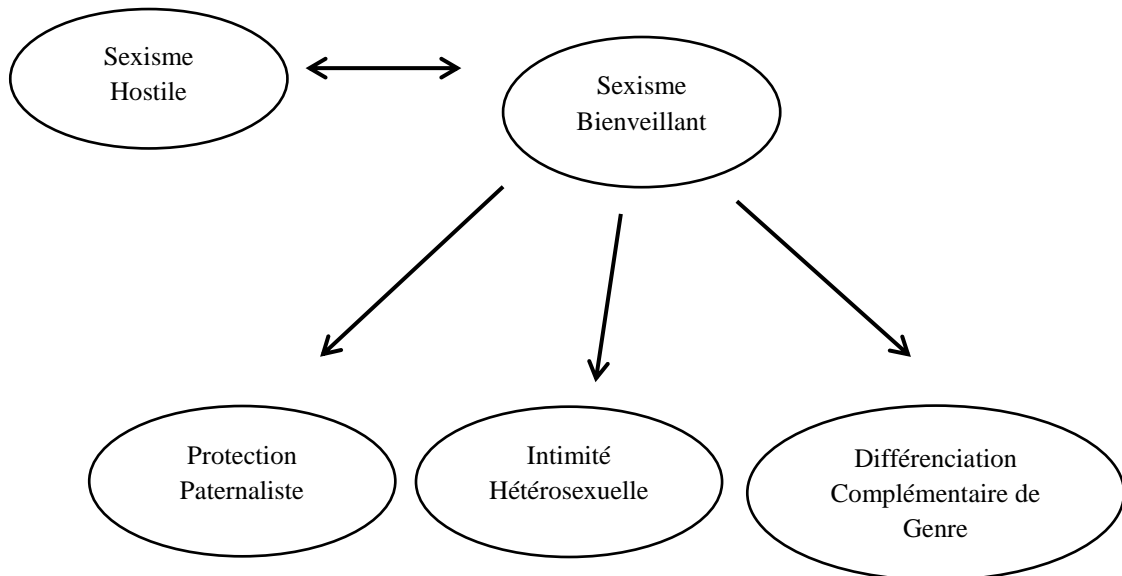 Sexisme
Hostile
Sexisme
Bienveillant
Protection
Paternaliste
Intimité
Hétérosexuelle
Différenciation
Complémentaire de
Genre